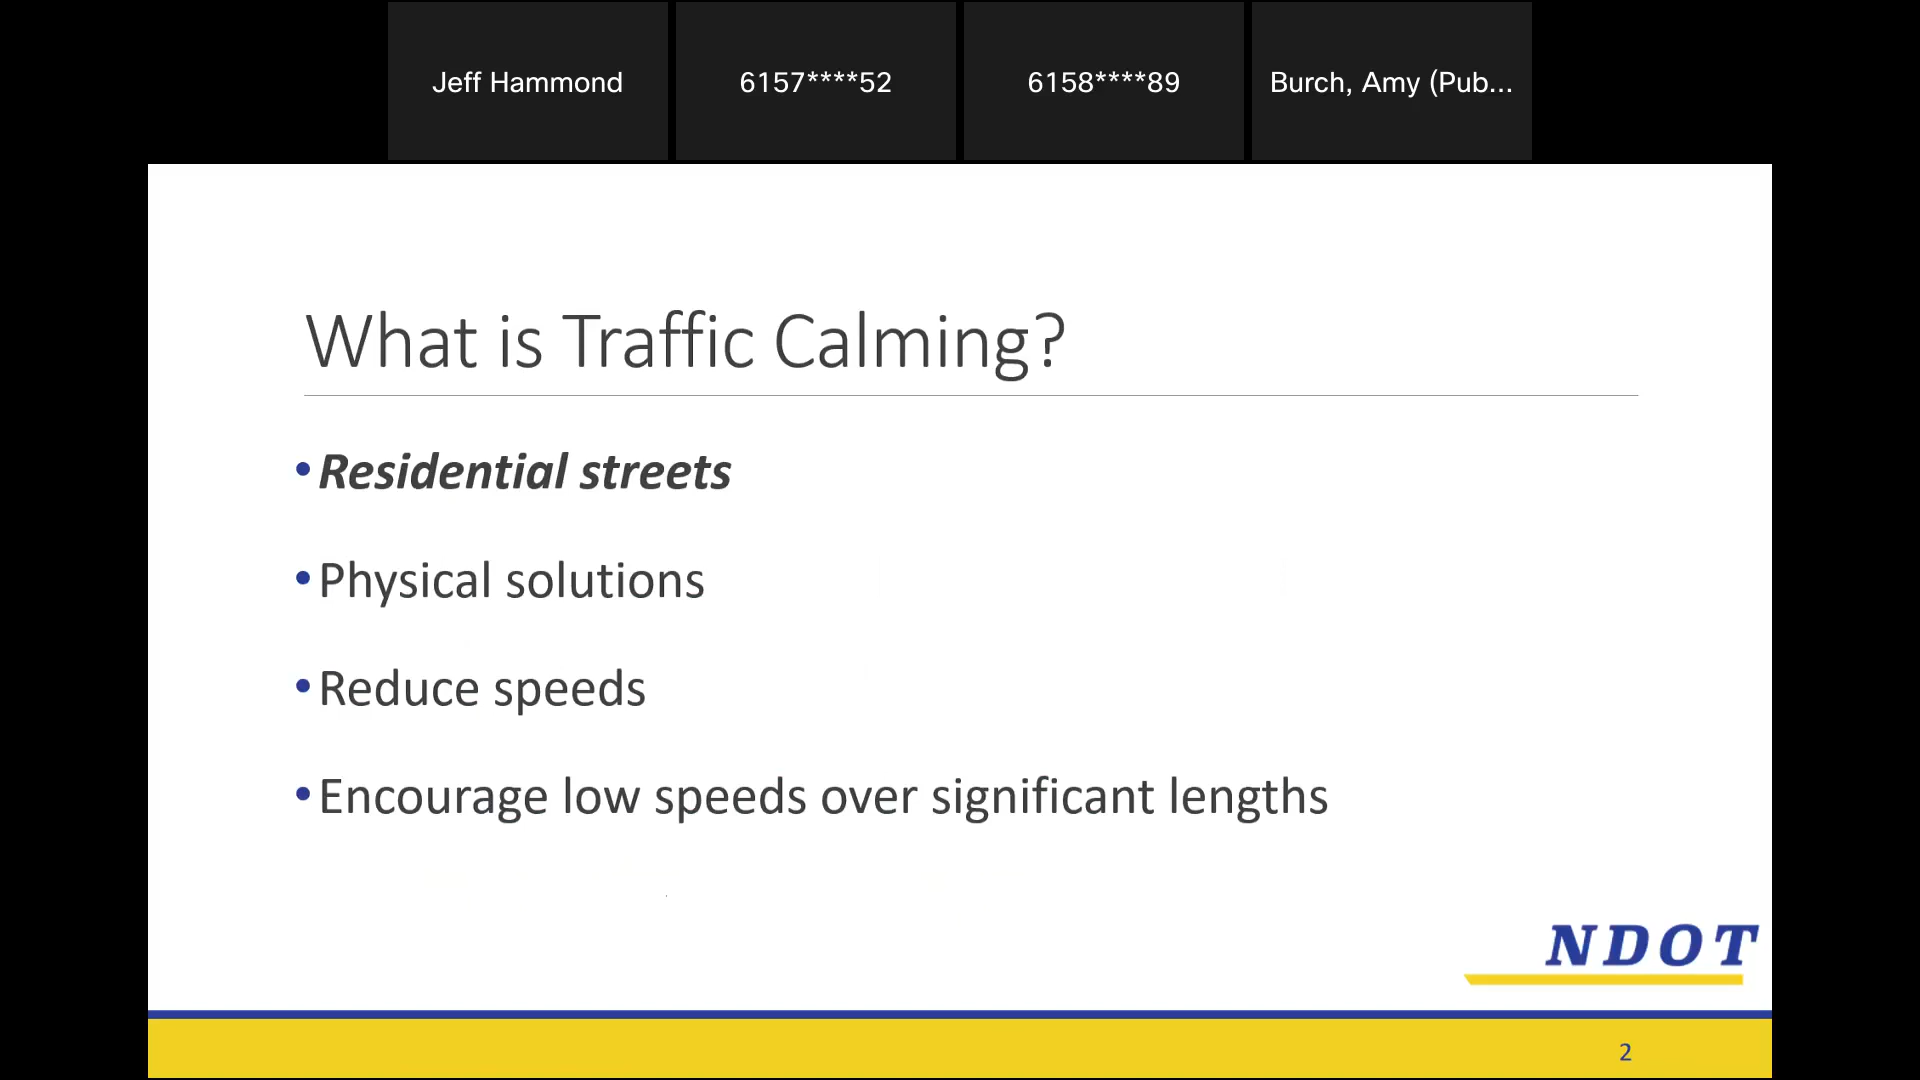 Jeff Hammond
6157****52
6158****89
Burch, Amy (Pub...
What is Traffic Calming?
• Residential streets
• Physical solutions
• Reduce speeds
• Encourage low speeds over significant lengths
NDOT
2